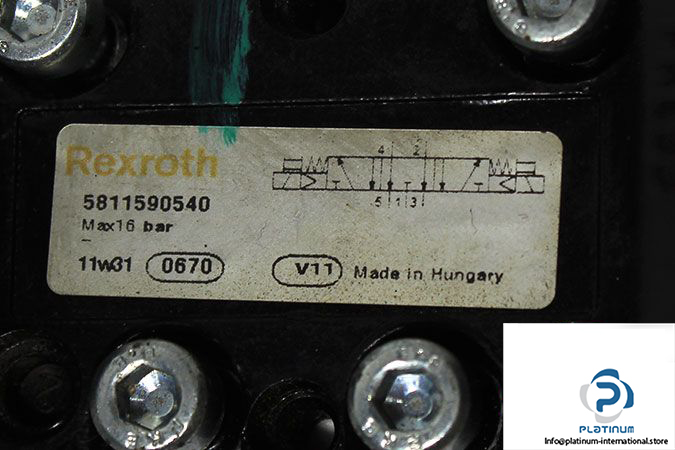 Rexroth
5811590540
Max16 bar
11w31 0670
4 2
5 1 3
V11 Made in Hungary
PLATINUM
Info@platinum-international.store